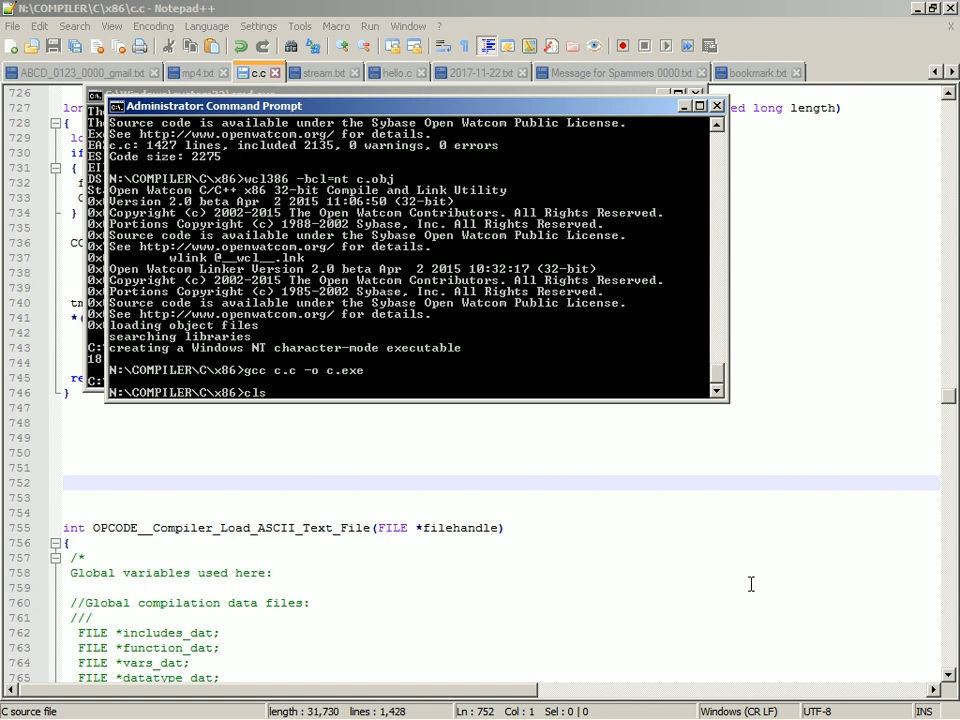 N:\COMPILER\C\x86\c.c - Notepad++
File Edit Search View Encoding Language Settings Tools Macro Run Window ?
ABCD_0123_0000_gmail.txt mp4.txt c.c stream.txt hello.c 2017-11-22.txt Message for Spammers 0000.txt bookmark.txt
C:\Windows\system32\cmd.exe
Administrator: Command Prompt
Source code is available under the Sybase Open Watcom Public License.
See http://www.openwatcom.org/ for details.
c.c: 1427 lines, included 2135, 0 warnings, 0 errors
Code size: 2275
N:\COMPILER\C\x86>wcl386 -bcl=nt c.obj
Open Watcom C/C++ x86 32-bit Compile and Link Utility
Version 2.0 beta Apr  2 2015 11:06:50 (32-bit)
Copyright (c) 2002-2015 The Open Watcom Contributors. All Rights Reserved.
Portions Copyright (c) 1988-2002 Sybase, Inc. All Rights Reserved.
Source code is available under the Sybase Open Watcom Public License.
See http://www.openwatcom.org/ for details.
wlink @__wcl__.lnk
Open Watcom Linker Version 2.0 beta Apr  2 2015 10:32:17 (32-bit)
Copyright (c) 2002-2015 The Open Watcom Contributors. All Rights Reserved.
Portions Copyright (c) 1985-2002 Sybase, Inc. All Rights Reserved.
Source code is available under the Sybase Open Watcom Public License.
See http://www.openwatcom.org/ for details.
loading object files
searching libraries
creating a Windows NT character-mode executable
N:\COMPILER\C\x86>gcc c.c -o c.exe
N:\COMPILER\C\x86>cls
726
727 lon ed long length)
728 {
729
730 if
731 {
732
733
734 }
735
736
737
738
739
740
741 *(
742
743
744
745 re
746 }
747
748
749
750
751
752
753
754
755 int OPCODE__Compiler_Load_ASCII_Text_File(FILE *filehandle)
756 {
757 /*
758 Global variables used here:
759
760 //Global compilation data files:
761 ///
762 FILE *includes_dat;
763 FILE *function_dat;
764 FILE *vars_dat;
765 FILE *datatype_dat;
C source file length : 31,730 lines : 1,428 Ln : 752 Col : 1 Sel : 0 | 0 Windows (CR LF) UTF-8 INS